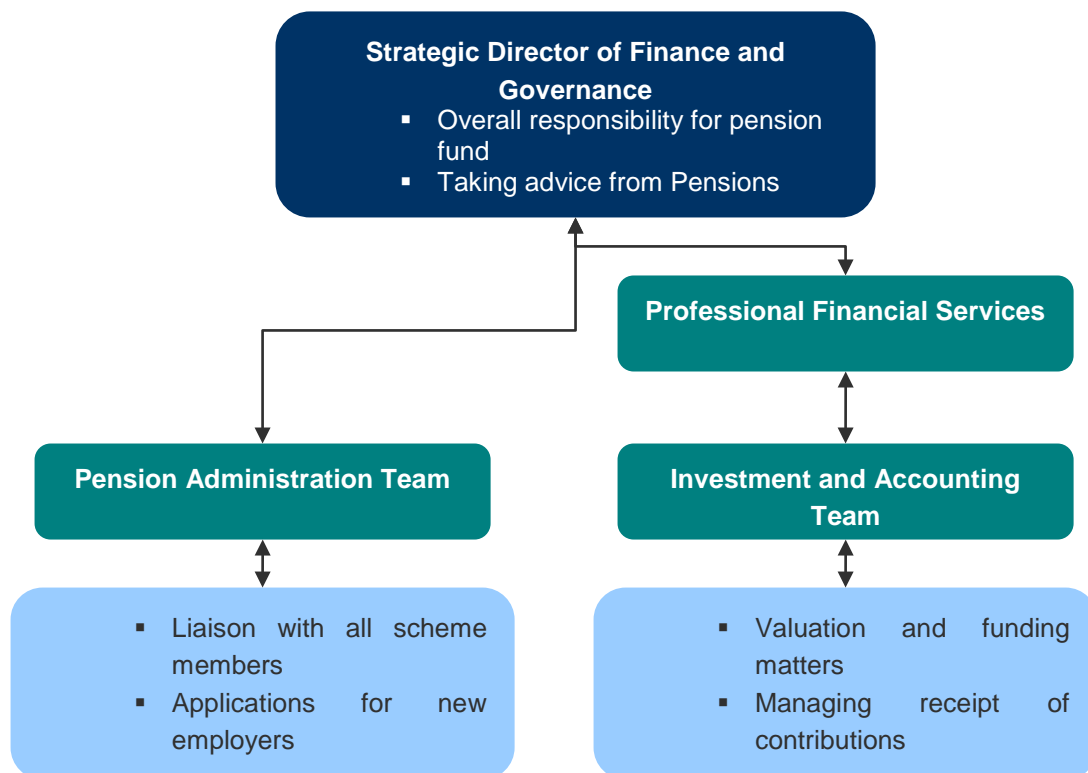 Strategic Director of Finance and
Governance
▪ Overall responsibility for pension
fund
▪ Taking advice from Pensions
Professional Financial Services
Pension Administration Team
Investment and Accounting
Team
▪ Liaison with all scheme
members
▪ Applications for new
employers
▪ Valuation and funding
matters
▪ Managing receipt of
contributions